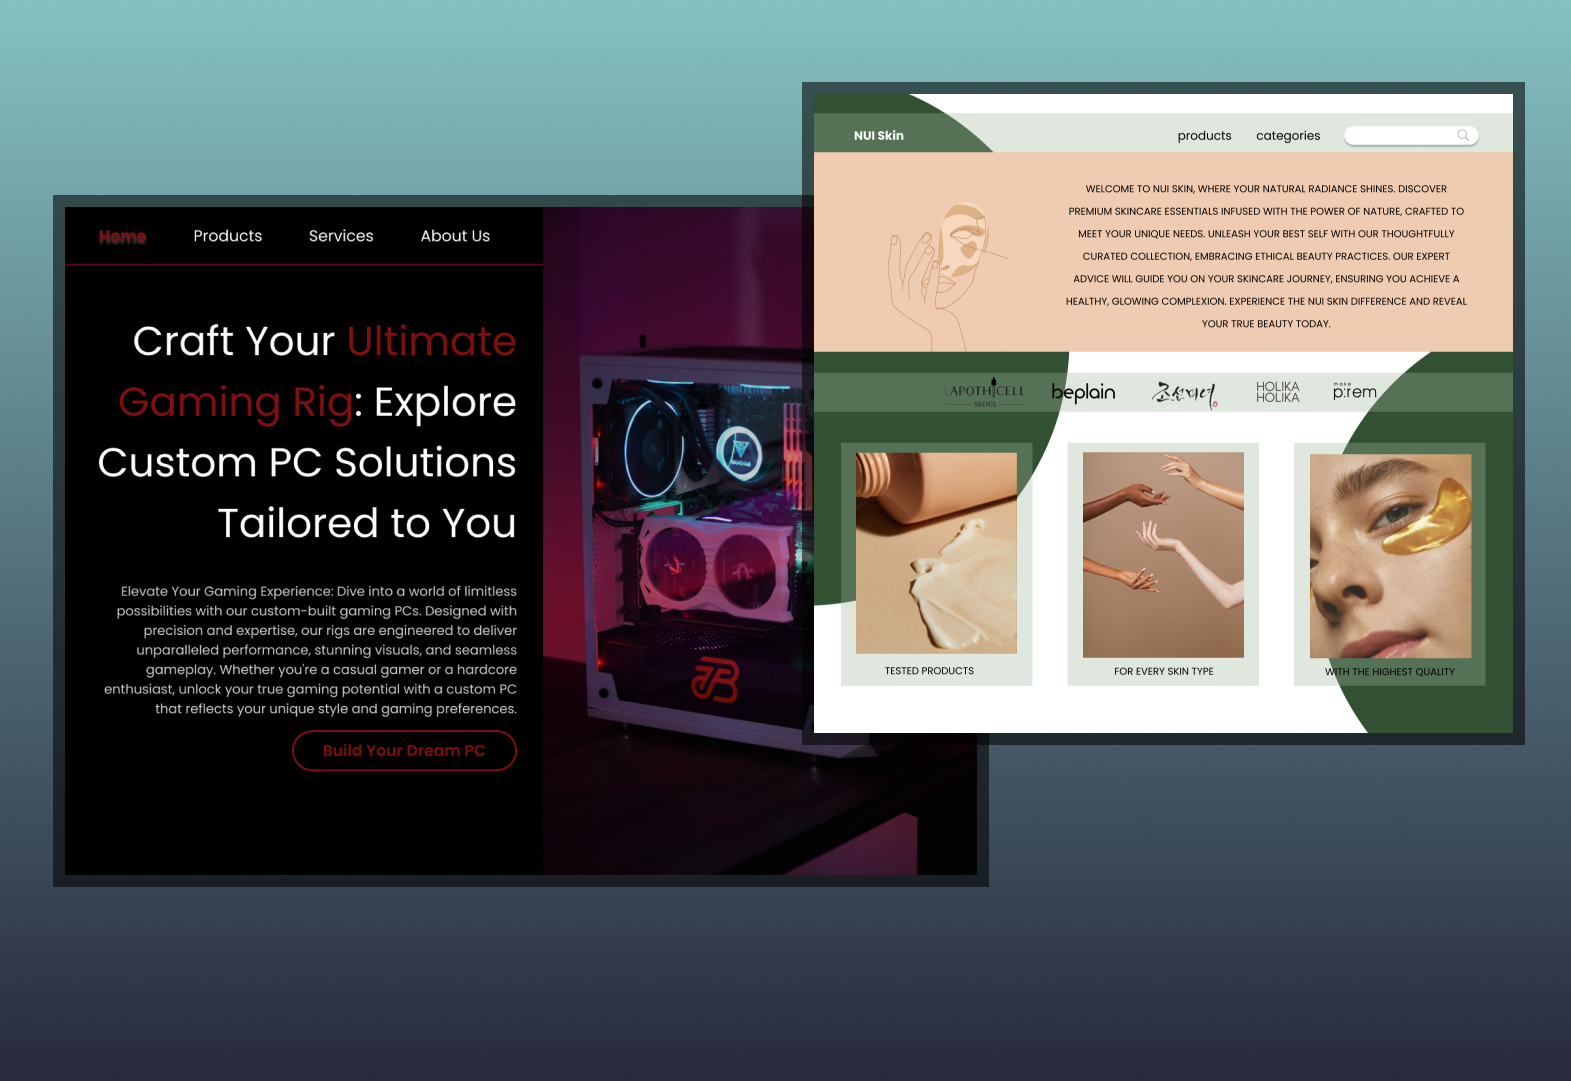 Home Products Services About Us
Craft Your Ultimate
Gaming Rig: Explore
Custom PC Solutions
Tailored to You
Elevate Your Gaming Experience: Dive into a world of limitless
possibilities with our custom-built gaming PCs. Designed with
precision and expertise, our rigs are engineered to deliver
unparalleled performance, stunning visuals, and seamless
gameplay. Whether you're a casual gamer or a hardcore
enthusiast, unlock your true gaming potential with a custom PC
that reflects your unique style and gaming preferences.
Build Your Dream PC
NUI Skin products categories
WELCOME TO NUI SKIN, WHERE YOUR NATURAL RADIANCE SHINES. DISCOVER
PREMIUM SKINCARE ESSENTIALS INFUSED WITH THE POWER OF NATURE, CRAFTED TO
MEET YOUR UNIQUE NEEDS. UNLEASH YOUR BEST SELF WITH OUR THOUGHTFULLY
CURATED COLLECTION, EMBRACING ETHICAL BEAUTY PRACTICES. OUR EXPERT
ADVICE WILL GUIDE YOU ON YOUR SKINCARE JOURNEY, ENSURING YOU ACHIEVE A
HEALTHY, GLOWING COMPLEXION. EXPERIENCE THE NUI SKIN DIFFERENCE AND REVEAL
YOUR TRUE BEAUTY TODAY.
LAPOTHICELL
SEOUL
beplain
조선미녀
HOLIKA
HOLIKA
make
p:rem
TESTED PRODUCTS
FOR EVERY SKIN TYPE
WITH THE HIGHEST QUALITY